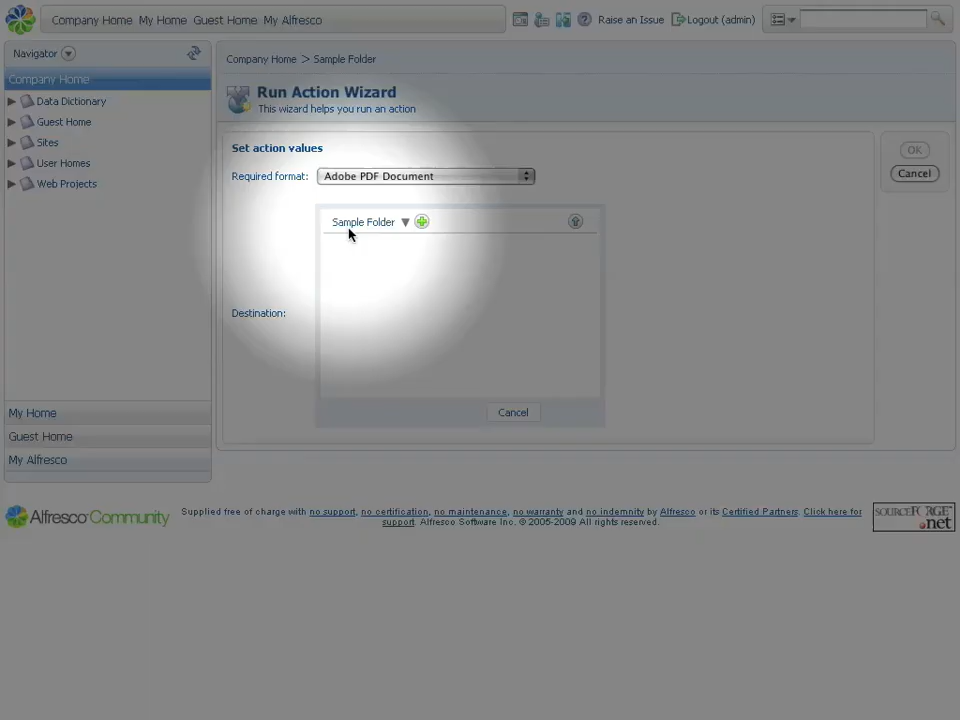 Company Home My Home Guest Home My Alfresco
Raise an Issue Logout (admin)
Navigator
Company Home
Data Dictionary
Guest Home
Sites
User Homes
Web Projects
My Home
Guest Home
My Alfresco
Company Home > Sample Folder
Run Action Wizard
This wizard helps you run an action
Set action values
Required format: Adobe PDF Document
Sample Folder
Destination:
Cancel
OK
Cancel
Alfresco Community
Supplied free of charge with no support, no certification, no maintenance, no warranty and no indemnity by Alfresco or its Certified Partners. Click here for
support. Alfresco Software Inc. © 2005-2009 All rights reserved.
SOURCEFORGE
.net